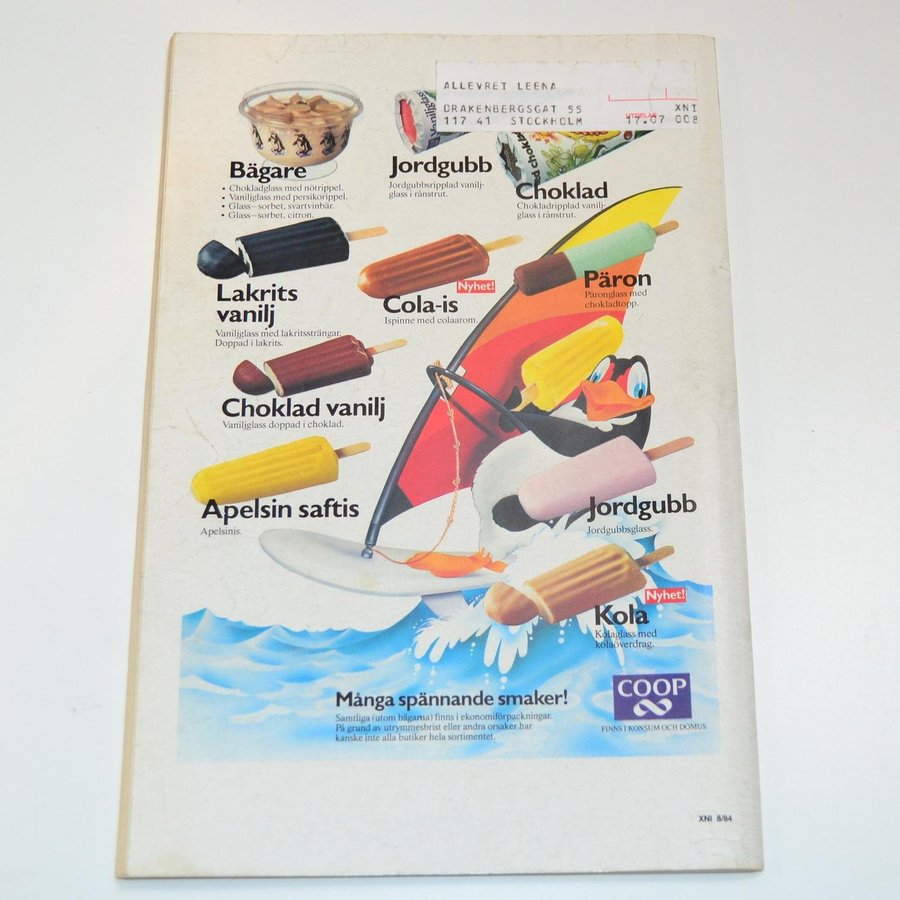 ALLEVRET LEENA
DRAKENBERGSGAT 55 XNI
117 41 STOCKHOLM 17.07 008
Bägare
• Chokladglass med nötrippel.
• Vaniljglass med persikorippel.
• Glass–sorbet, svartvinbär.
• Glass–sorbet, citron.
Jordgubb
Jordgubbsripplad vanilj-
glass i rånstrut.
Choklad
Chokladripplad vanilj-
glass i rånstrut.
Lakrits
vanilj
Vaniljglass med lakritssträngar.
Doppad i lakrits.
Nyhet!
Cola-is
Ispinne med colaarom.
Päron
Päronglass med
chokladtopp.
Choklad vanilj
Vaniljglass doppad i choklad.
Apelsin saftis
Apelsinis.
Jordgubb
Jordgubbsglass.
Nyhet!
Kola
Kolaglass med
kolaöverdrag.
Många spännande smaker!
Samtliga (utom bägarna) finns i ekonomiförpackningar.
På grund av utrymmesbrist eller andra orsaker har
kanske inte alla butiker hela sortimentet.
COOP
FINNS I KONSUM OCH DOMUS
XNI 8/84